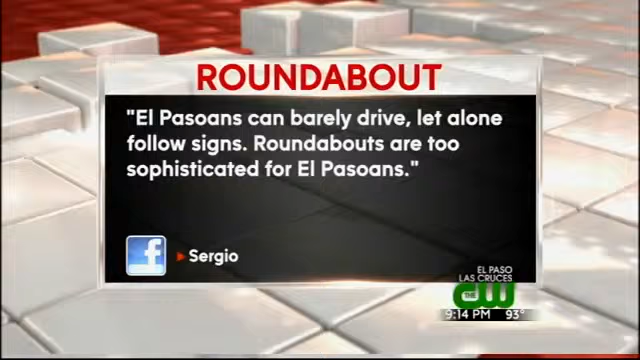 ROUNDABOUT
"El Pasoans can barely drive, let alone
follow signs. Roundabouts are too
sophisticated for El Pasoans."
f
Sergio
EL PASO
LAS CRUCES
THE
CW
9:14 PM 93°